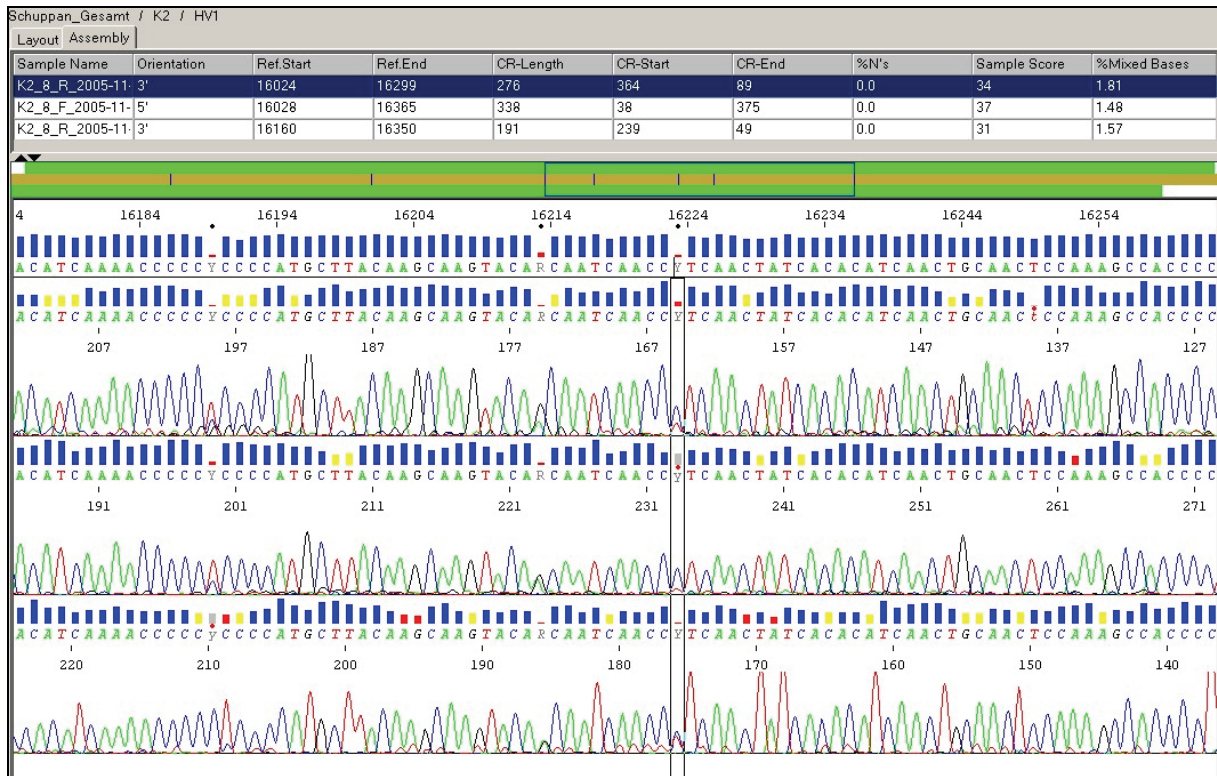 Schuppan_Gesamt / K2 / HV1
Layout Assembly
Sample Name Orientation Ref.Start Ref.End CR-Length CR-Start CR-End %N's Sample Score %Mixed Bases
K2_8_R_2005-11- 3' 16024 16299 276 364 89 0.0 34 1.81
K2_8_F_2005-11- 5' 16028 16365 338 38 375 0.0 37 1.48
K2_8_R_2005-11- 3' 16160 16350 191 239 49 0.0 31 1.57
4 16184 16194 16204 16214 16224 16234 16244 16254
ACATCAAAACCCCCYCCCCATGCTTACAAGCAAGTACARCAATCAACCYTCAACTATCACACATCAACTGCAACTCCAAAGCCACCCC
ACATCAAAACCCCCYCCCCATGCTTACAAGCAAGTACARCAATCAACCYTCAACTATCACACATCAACTGCAACtCCAAAGCCACCCC
207 197 187 177 167 157 147 137 127
ACATCAAAACCCCCYCCCCATGCTTACAAGCAAGTACARCAATCAACCyTCAACTATCACACATCAACTGCAACTCCAAAGCCACCCC
191 201 211 221 231 241 251 261 271
ACATCAAAACCCCCyCCCCATGCTTACAAGCAAGTACARCAATCAACCYTCAACTATCACACATCAACTGCAACTCCAAAGCCACCCC
220 210 200 190 180 170 160 150 140